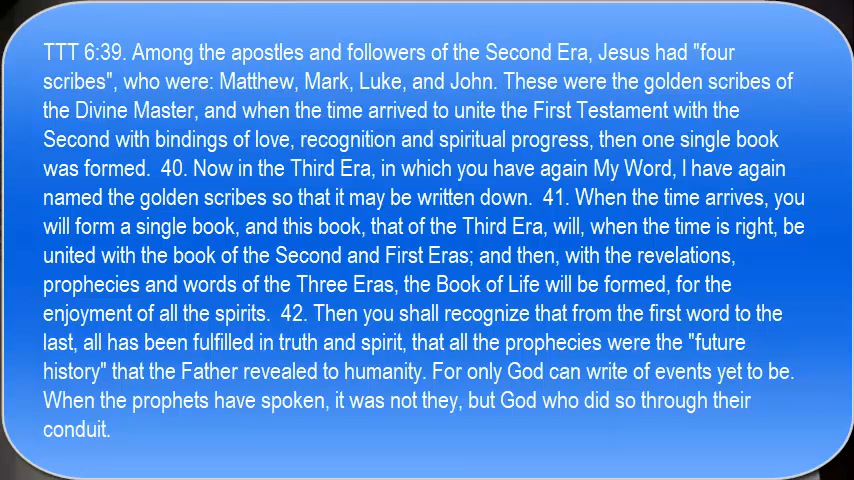 TTT 6:39. Among the apostles and followers of the Second Era, Jesus had "four
scribes", who were: Matthew, Mark, Luke, and John. These were the golden scribes of
the Divine Master, and when the time arrived to unite the First Testament with the
Second with bindings of love, recognition and spiritual progress, then one single book
was formed.  40. Now in the Third Era, in which you have again My Word, I have again
named the golden scribes so that it may be written down.  41. When the time arrives, you
will form a single book, and this book, that of the Third Era, will, when the time is right, be
united with the book of the Second and First Eras; and then, with the revelations,
prophecies and words of the Three Eras, the Book of Life will be formed, for the
enjoyment of all the spirits.  42. Then you shall recognize that from the first word to the
last, all has been fulfilled in truth and spirit, that all the prophecies were the "future
history" that the Father revealed to humanity. For only God can write of events yet to be.
When the prophets have spoken, it was not they, but God who did so through their
conduit.